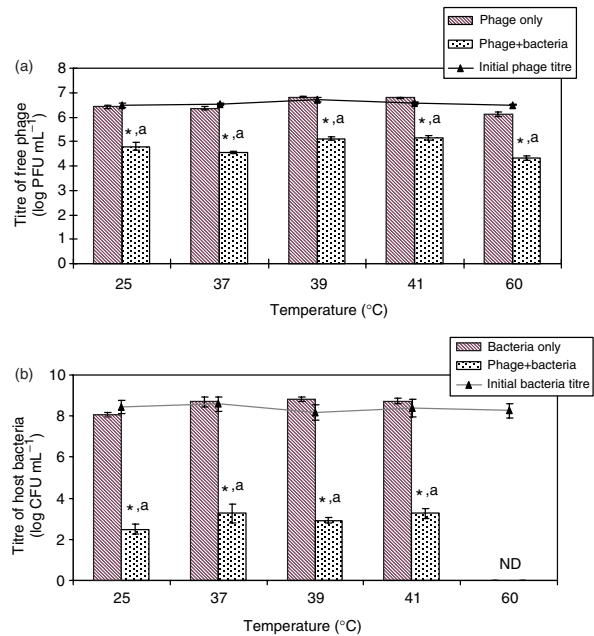 Phage only
Phage+bacteria
Initial phage titre
(a)
Titre of free phage
(log PFU mL⁻¹)
8
7
6
5
4
3
2
1
0
*,a
*,a
*,a
*,a
*,a
25 37 39 41 60
Temperature (°C)
Bacteria only
Phage+bacteria
Initial bacteria titre
(b)
Titre of host bacteria
(log CFU mL⁻¹)
10
8
6
4
2
0
*,a
*,a
*,a
*,a
ND
25 37 39 41 60
Temperature (°C)